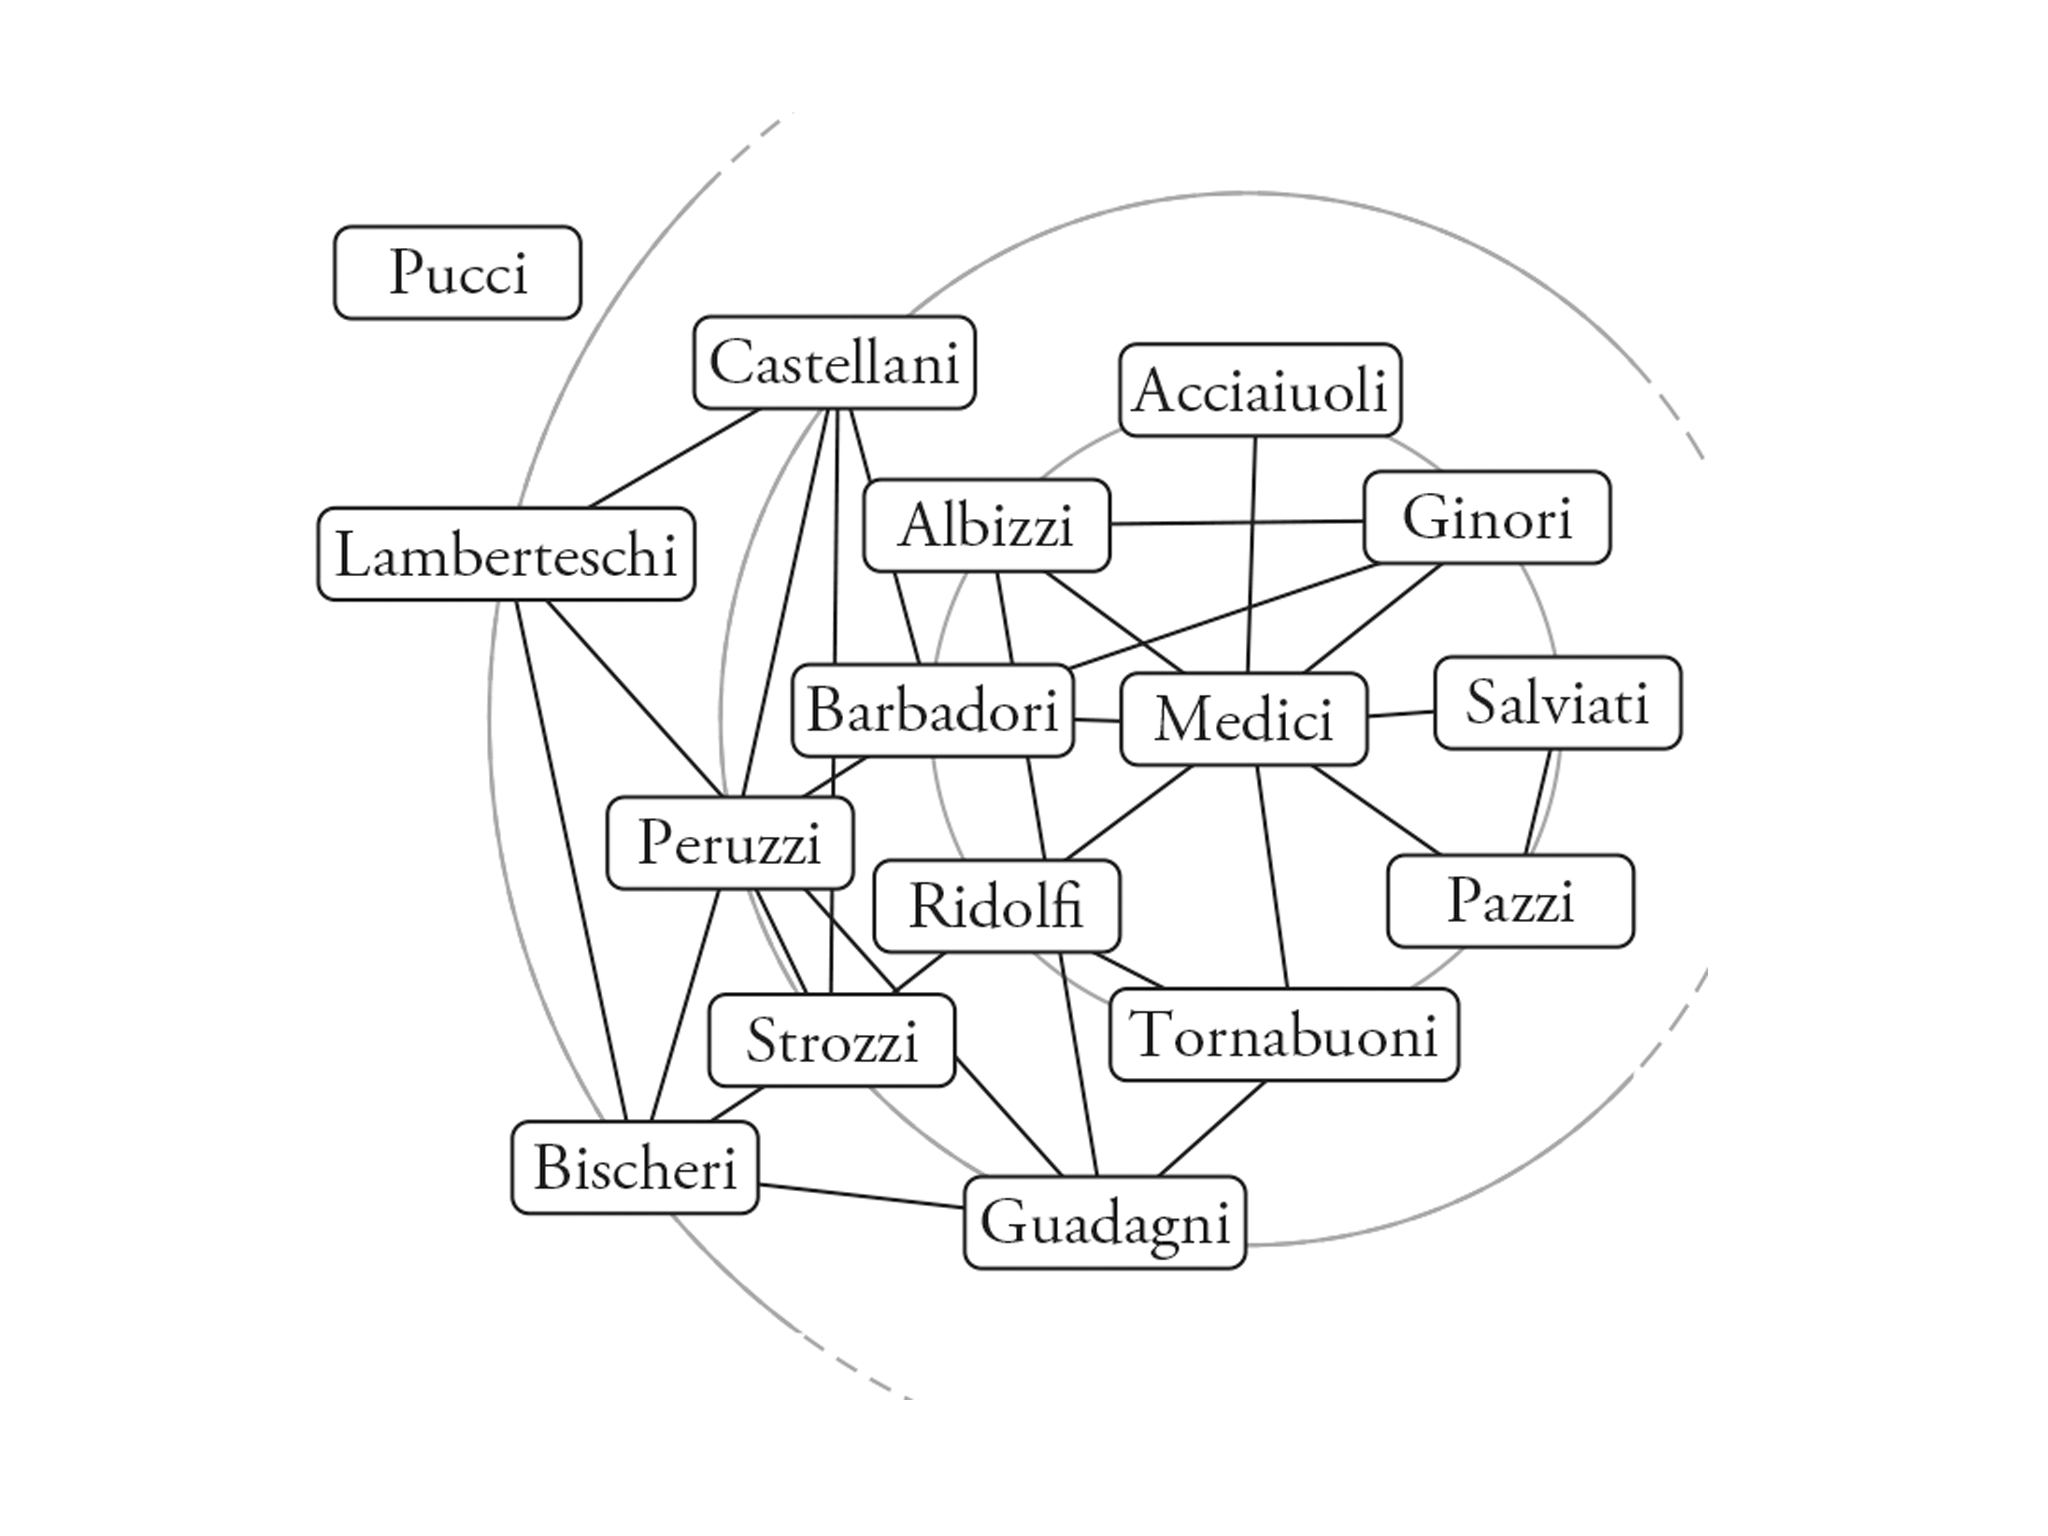 Pucci
Castellani
Acciaiuoli
Albizzi
Ginori
Lamberteschi
Barbadori
Medici
Salviati
Peruzzi
Ridolfi
Pazzi
Strozzi
Tornabuoni
Bischeri
Guadagni